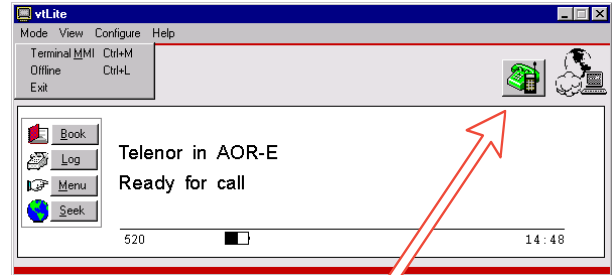 vtLite
Mode View Configure Help
Terminal MMI Ctrl+M
Offline Ctrl+L
Exit
Book
Log
Menu
Seek
Telenor in AOR-E
Ready for call
520 14:48